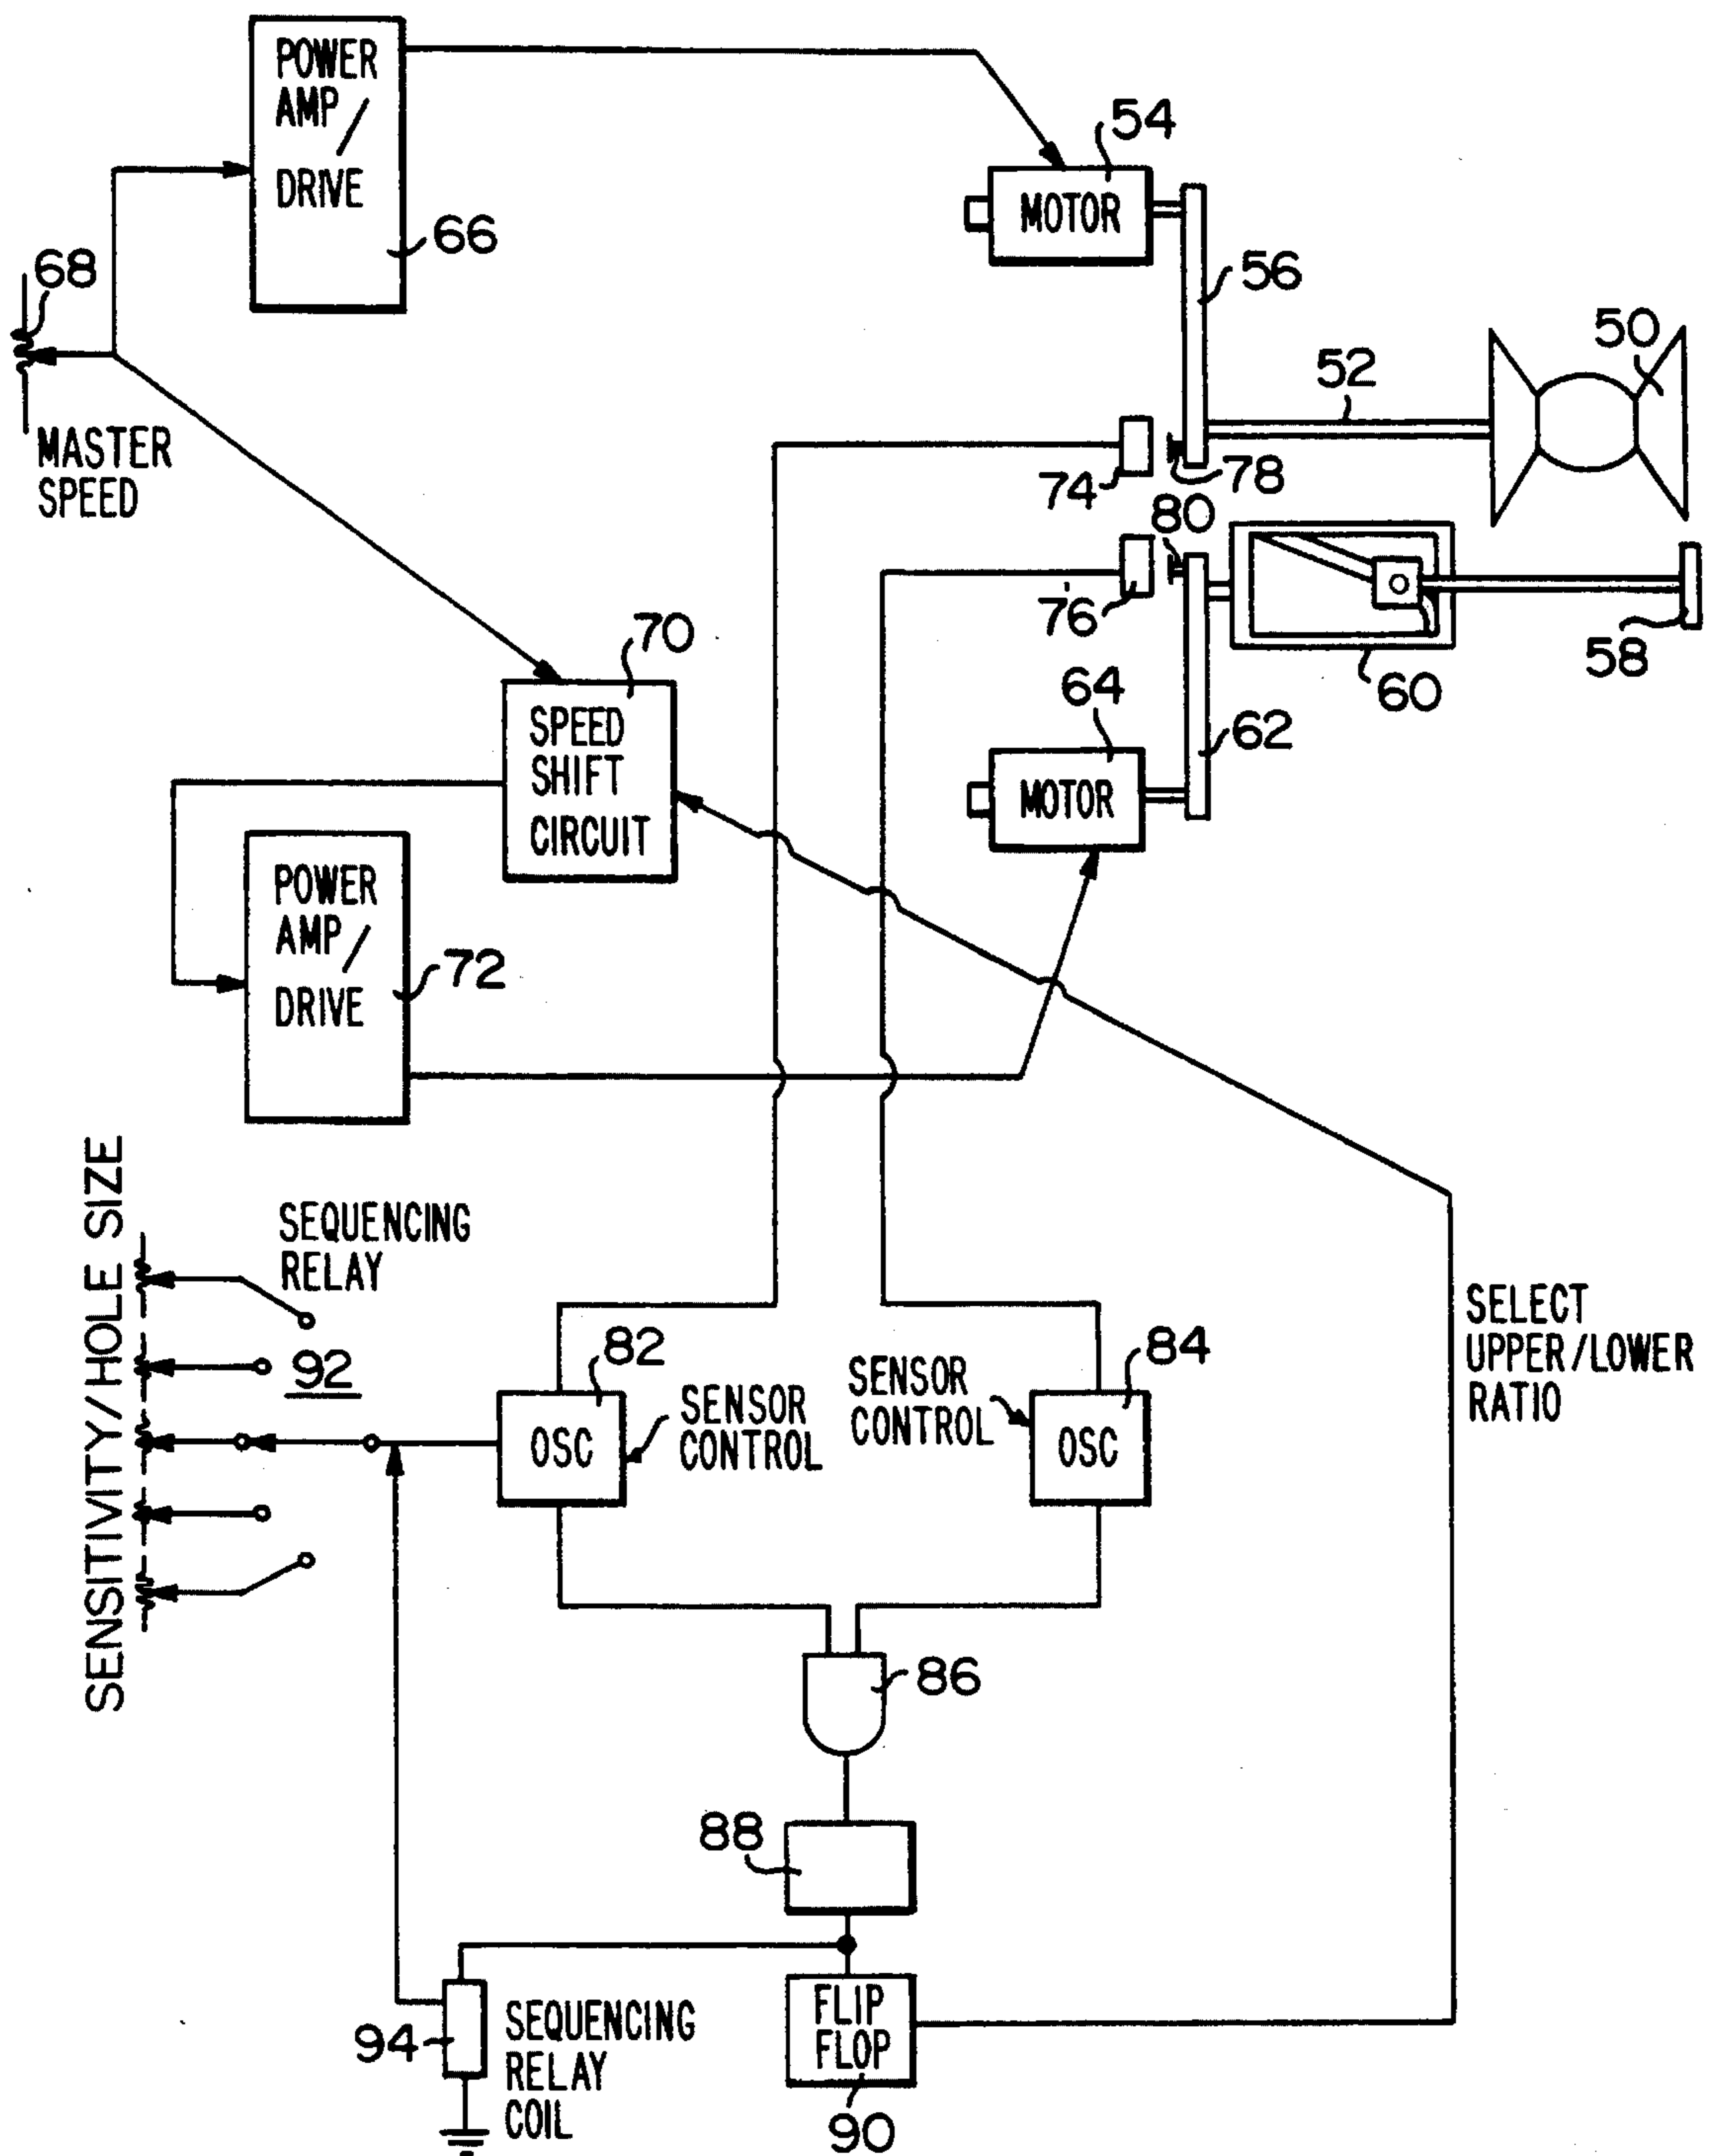 POWER
AMP/
DRIVE
66
54
MOTOR
68
MASTER
SPEED
56
50
52
74
78
80
76
58
60
70
SPEED
SHIFT
CIRCUIT
64
MOTOR
62
POWER
AMP/
DRIVE
72
SENSITIVITY/HOLE SIZE
SEQUENCING
RELAY
92
82
OSC
SENSOR
CONTROL
SENSOR
CONTROL
84
OSC
SELECT
UPPER/LOWER
RATIO
86
88
94
SEQUENCING
RELAY
COIL
FLIP
FLOP
90